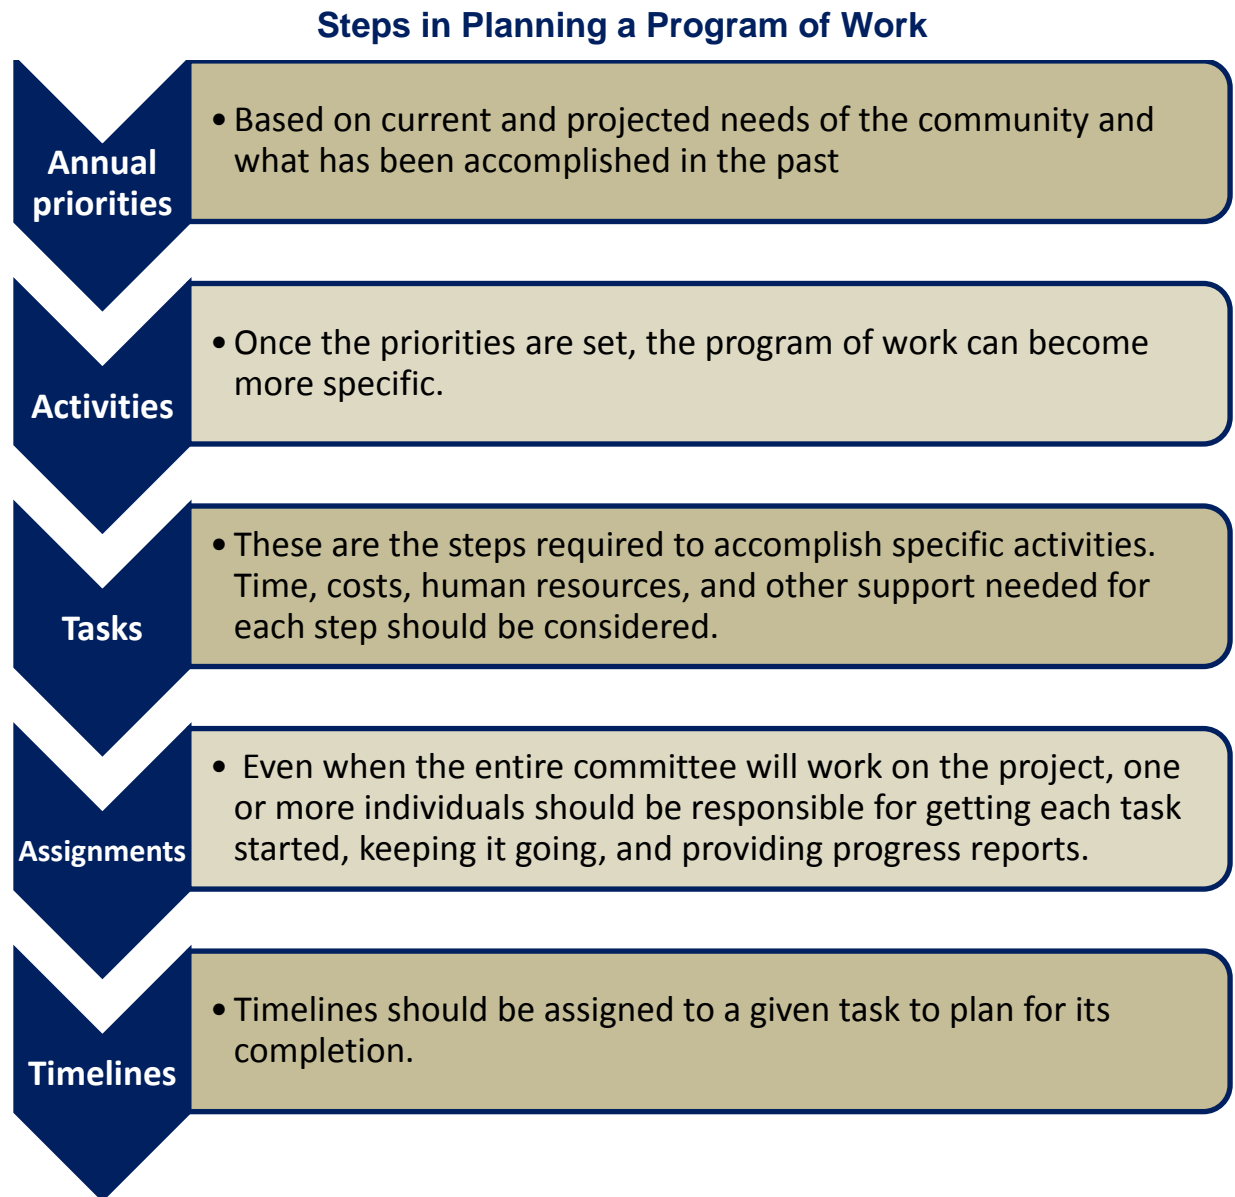 Steps in Planning a Program of Work
Annual
priorities
• Based on current and projected needs of the community and
what has been accomplished in the past
Activities
• Once the priorities are set, the program of work can become
more specific.
Tasks
• These are the steps required to accomplish specific activities.
Time, costs, human resources, and other support needed for
each step should be considered.
Assignments
• Even when the entire committee will work on the project, one
or more individuals should be responsible for getting each task
started, keeping it going, and providing progress reports.
Timelines
• Timelines should be assigned to a given task to plan for its
completion.